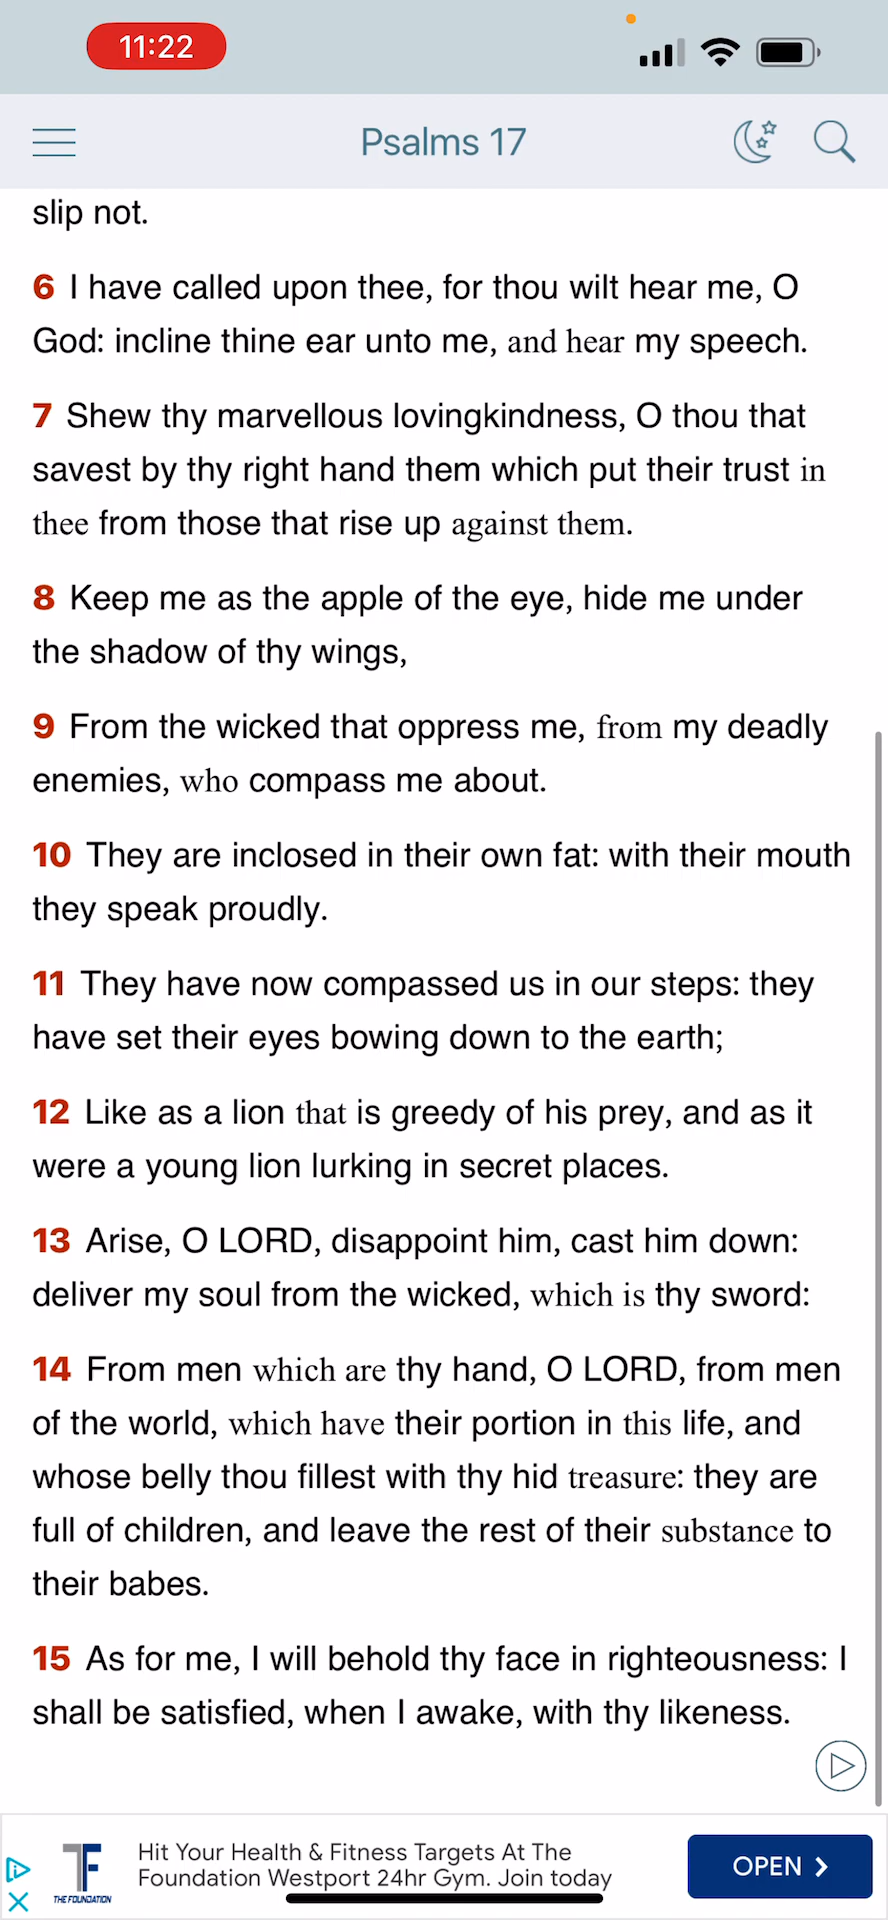 11:22
Psalms 17
slip not.
6 I have called upon thee, for thou wilt hear me, O
God: incline thine ear unto me, and hear my speech.
7 Shew thy marvellous lovingkindness, O thou that
savest by thy right hand them which put their trust in
thee from those that rise up against them.
8 Keep me as the apple of the eye, hide me under
the shadow of thy wings,
9 From the wicked that oppress me, from my deadly
enemies, who compass me about.
10 They are inclosed in their own fat: with their mouth
they speak proudly.
11 They have now compassed us in our steps: they
have set their eyes bowing down to the earth;
12 Like as a lion that is greedy of his prey, and as it
were a young lion lurking in secret places.
13 Arise, O LORD, disappoint him, cast him down:
deliver my soul from the wicked, which is thy sword:
14 From men which are thy hand, O LORD, from men
of the world, which have their portion in this life, and
whose belly thou fillest with thy hid treasure: they are
full of children, and leave the rest of their substance to
their babes.
15 As for me, I will behold thy face in righteousness: I
shall be satisfied, when I awake, with thy likeness.
TF
THE FOUNDATION
Hit Your Health & Fitness Targets At The
Foundation Westport 24hr Gym. Join today
OPEN